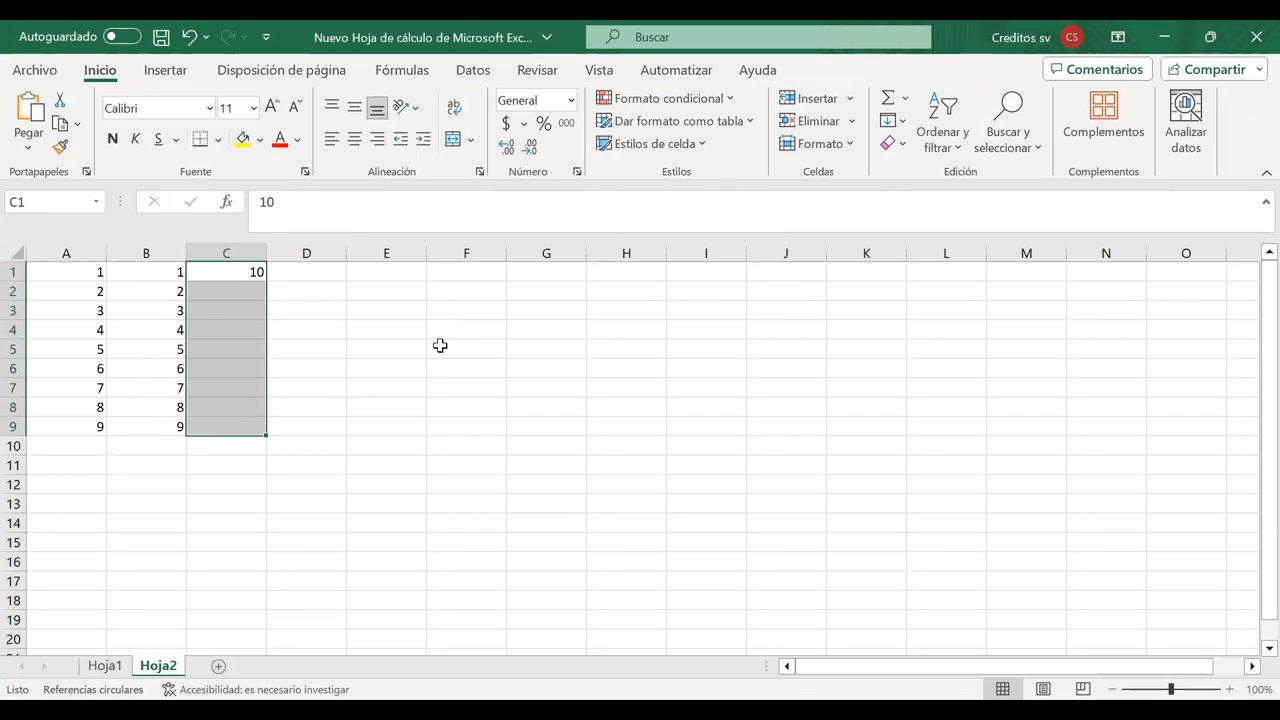 Autoguardado Nuevo Hoja de cálculo de Microsoft Exc... Buscar Creditos sv CS
Archivo Inicio Insertar Disposición de página Fórmulas Datos Revisar Vista Automatizar Ayuda Comentarios Compartir
Pegar
Portapapeles
Calibri 11
N K S
Fuente
Alineación
General
$ % 000
Número
Formato condicional
Dar formato como tabla
Estilos de celda
Estilos
Insertar
Eliminar
Formato
Celdas
Ordenar y filtrar
Buscar y seleccionar
Edición
Complementos
Complementos
Analizar datos
C1 fx 10
A B C D E F G H I J K L M N O
1 1 1 10
2 2 2
3 3 3
4 4 4
5 5 5
6 6 6
7 7 7
8 8 8
9 9 9
10
11
12
13
14
15
16
17
18
19
20
Hoja1 Hoja2
Listo Referencias circulares Accesibilidad: es necesario investigar 100%